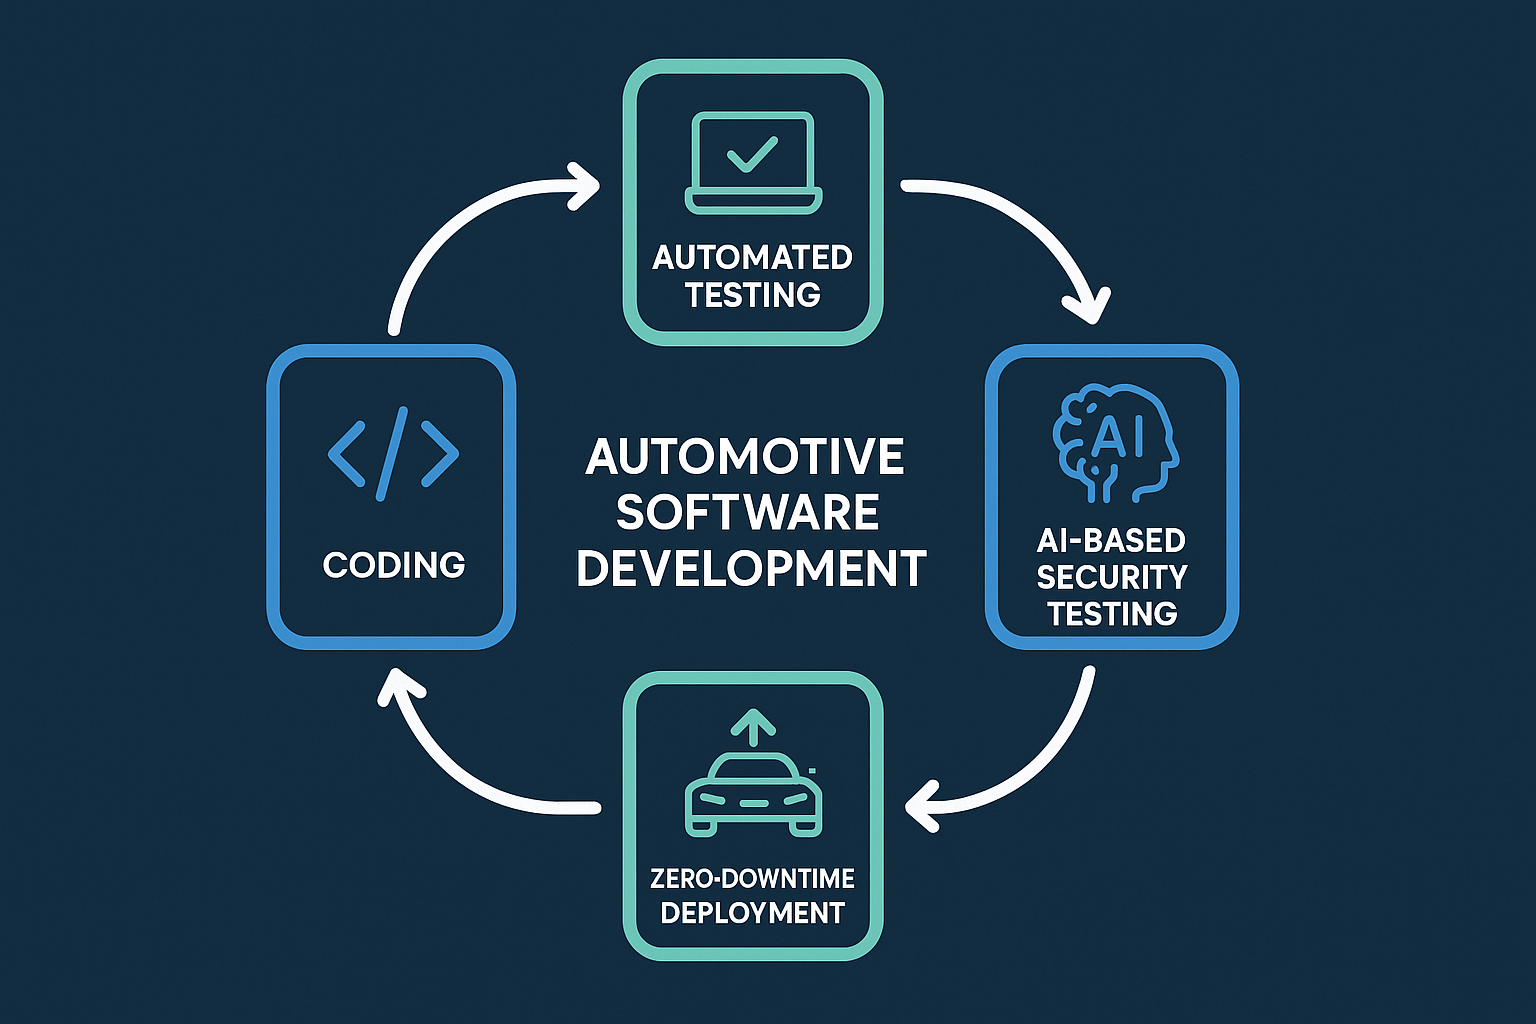 AUTOMATED
TESTING
CODING
</>
AUTOMOTIVE
SOFTWARE
DEVELOPMENT
AI
AI-BASED
SECURITY
TESTING
ZERO-DOWNTIME
DEPLOYMENT